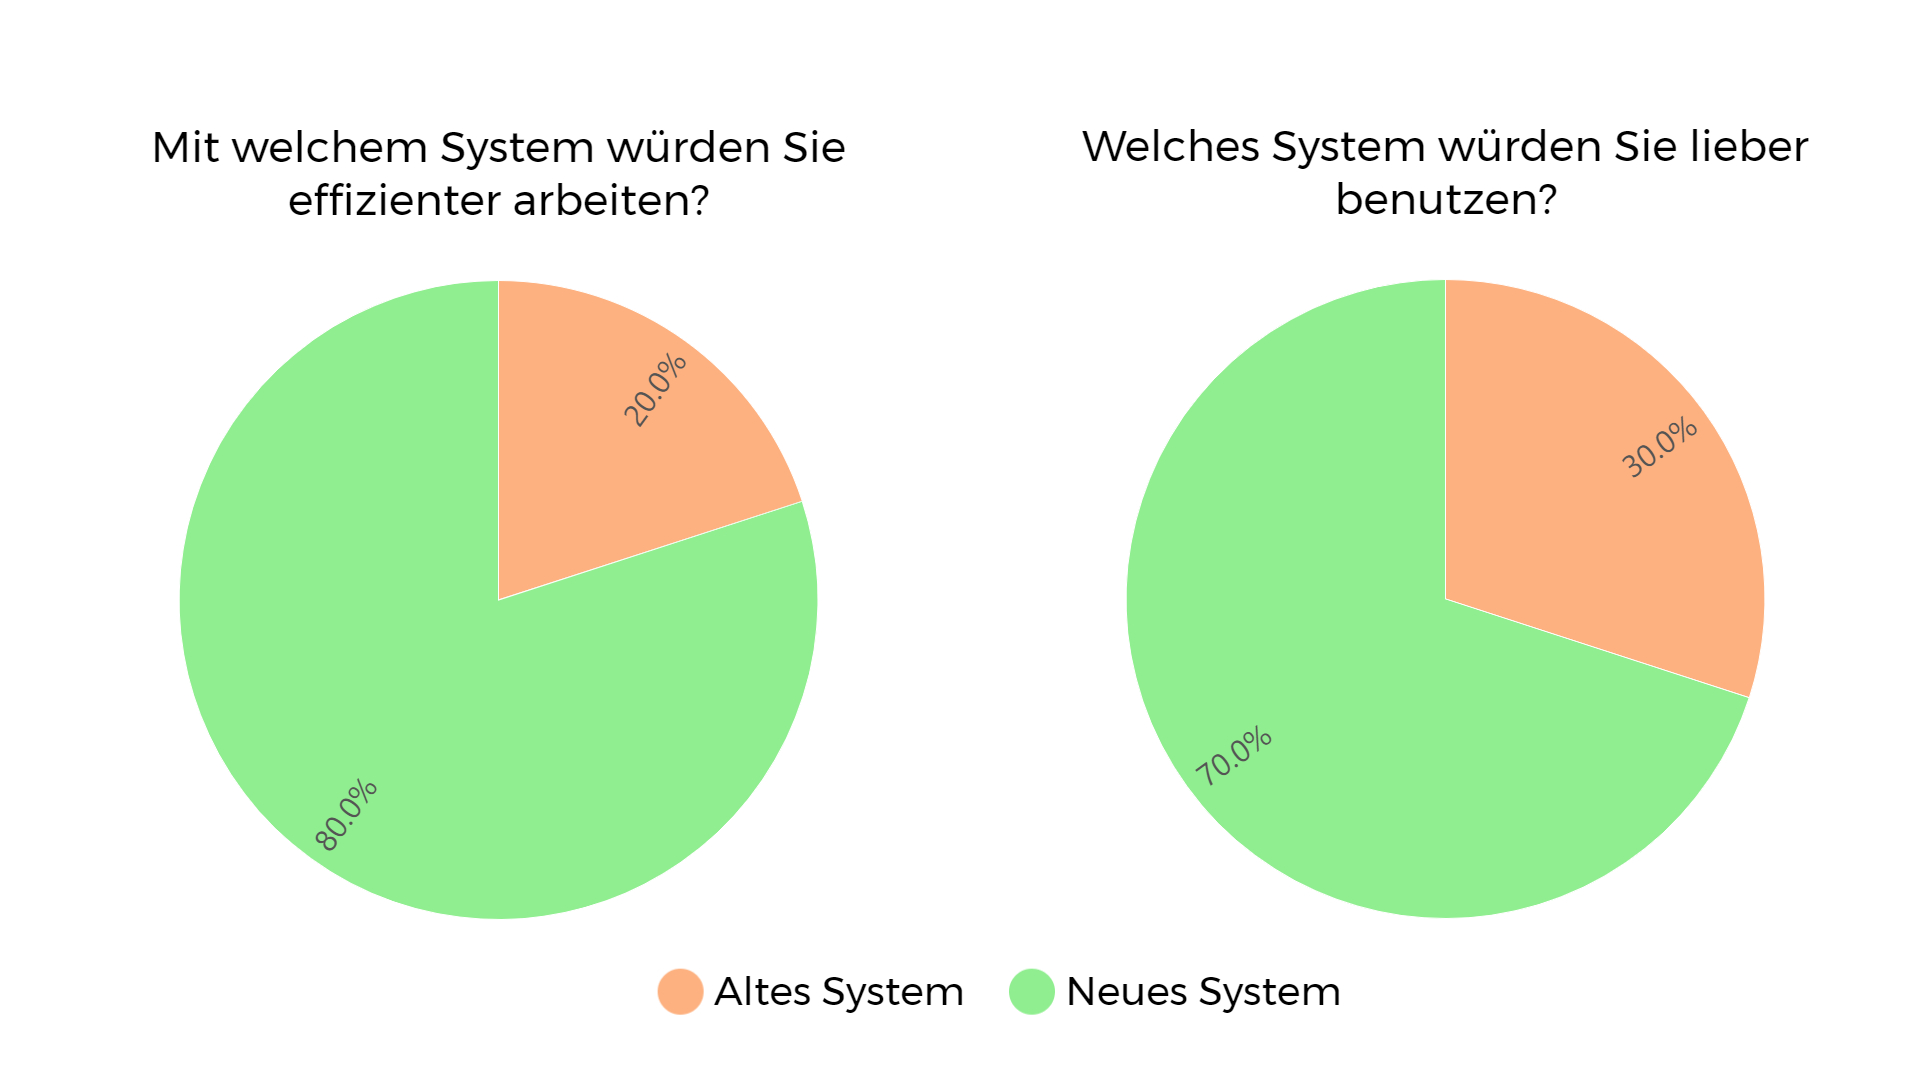 Mit welchem System würden Sie
effizienter arbeiten?
20.0%
80.0%
Welches System würden Sie lieber
benutzen?
30.0%
70.0%
Altes System
Neues System